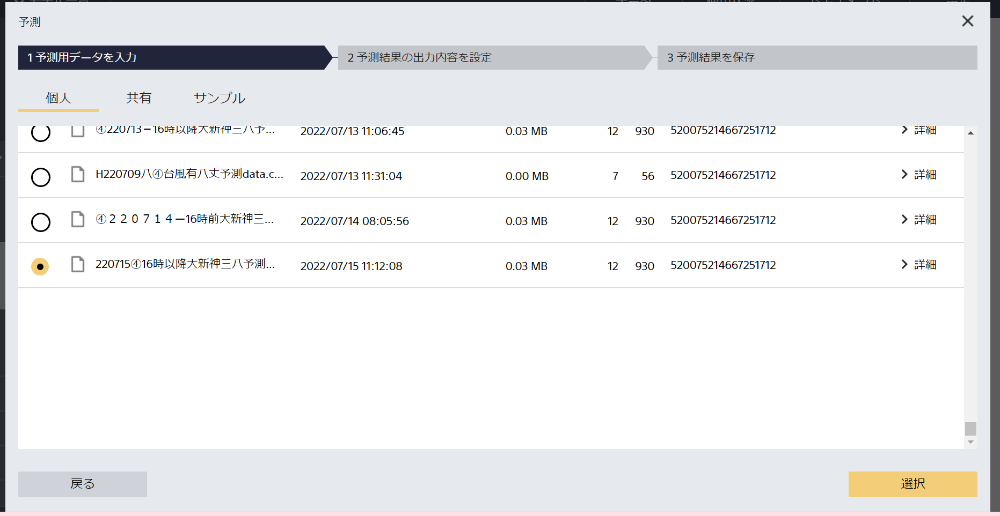 予測
1 予測用データを入力
2 予測結果の出力内容を設定
3 予測結果を保存
個人 共有 サンプル
④220713ー16時以降大新神三八予... 2022/07/13 11:06:45 0.03 MB 12 930 520075214667251712 詳細
H220709八④台風有八丈予測data.c... 2022/07/13 11:31:04 0.00 MB 7 56 520075214667251712 詳細
④２２０７１４ー16時前大新神三... 2022/07/14 08:05:56 0.03 MB 12 930 520075214667251712 詳細
220715④16時以降大新神三八予測... 2022/07/15 11:12:08 0.03 MB 12 930 520075214667251712 詳細
戻る 選択